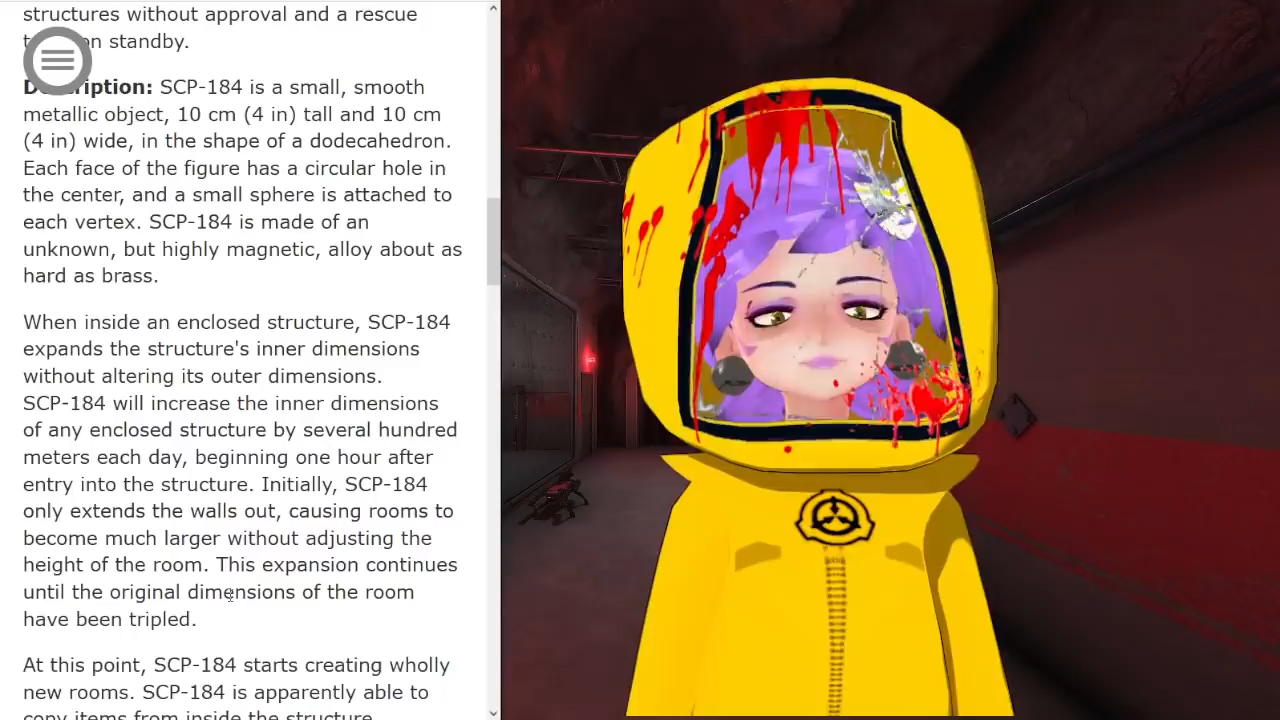 structures without approval and a rescue
on standby.
Description: SCP-184 is a small, smooth
metallic object, 10 cm (4 in) tall and 10 cm
(4 in) wide, in the shape of a dodecahedron.
Each face of the figure has a circular hole in
the center, and a small sphere is attached to
each vertex. SCP-184 is made of an
unknown, but highly magnetic, alloy about as
hard as brass.
When inside an enclosed structure, SCP-184
expands the structure's inner dimensions
without altering its outer dimensions.
SCP-184 will increase the inner dimensions
of any enclosed structure by several hundred
meters each day, beginning one hour after
entry into the structure. Initially, SCP-184
only extends the walls out, causing rooms to
become much larger without adjusting the
height of the room. This expansion continues
until the original dimensions of the room
have been tripled.
At this point, SCP-184 starts creating wholly
new rooms. SCP-184 is apparently able to
copy items from inside the structure